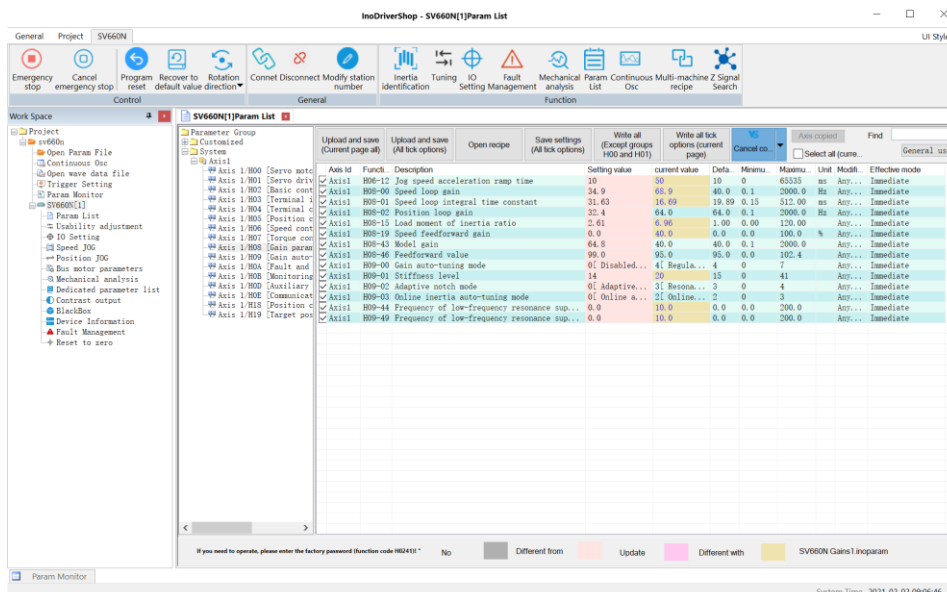 InoDriverShop - SV660N[1]Param List
General Project SV660N UI Style
Emergency stop
Cancel emergency stop
Program reset
Recover to default value
Rotation direction
Connet
Disconnect
Modify station number
Inertia identification
Tuning
IO Setting
Fault Management
Mechanical analysis
Param List
Continuous Osc
Multi-machine recipe
Z Signal Search
Control General Function
Work Space
Project
sv660n
Open Param File
Continuous Osc
Open wave data file
Trigger Setting
SV660N[1]
Param List
Usability adjustment
IO Setting
Speed JOG
Position JOG
Bus motor parameters
Mechanical analysis
Dedicated parameter list
Contrast output
BlackBox
Device Information
Fault Management
Reset to zero
SV660N[1]Param List
Parameter Group
Customized
System
Axis1
Axis 1/H00 [Servo moto
Axis 1/H01 [Servo driv
Axis 1/H02 [Basic cont
Axis 1/H03 [Terminal i
Axis 1/H04 [Terminal o
Axis 1/H05 [Position c
Axis 1/H06 [Speed cont
Axis 1/H07 [Torque con
Axis 1/H08 [Gain param
Axis 1/H09 [Gain auto-
Axis 1/H0A [Fault and
Axis 1/H0B [Monitoring
Axis 1/H0D [Auxiliary
Axis 1/H0E [Communicat
Axis 1/H18 [Position c
Axis 1/H19 [Target pos
Upload and save (Current page all)
Upload and save (All tick options)
Open recipe
Save settings (All tick options)
Write all (Except groups H00 and H01)
Write all tick options (current page)
Cancel co...
Axis copied
Select all (curre...
Find
General us
Axis Id Functi... Description Setting value current value Defa... Minimu... Maximu... Unit Modifi... Effective mode
Axis1 H06-12 Jog speed acceleration ramp time 10 50 10 0 65535 ms Any... Immediate
Axis1 H08-00 Speed loop gain 34.9 68.9 40.0 0.1 2000.0 Hz Any... Immediate
Axis1 H08-01 Speed loop integral time constant 31.63 16.69 19.89 0.15 512.00 ms Any... Immediate
Axis1 H08-02 Position loop gain 32.4 64.0 64.0 0.1 2000.0 Hz Any... Immediate
Axis1 H08-15 Load moment of inertia ratio 2.61 6.96 1.00 0.00 120.00 Any... Immediate
Axis1 H08-19 Speed feedforward gain 0.0 40.0 0.0 0.0 100.0 % Any... Immediate
Axis1 H08-43 Model gain 64.8 40.0 40.0 0.1 2000.0 Any... Immediate
Axis1 H08-46 Feedforward value 99.0 95.0 95.0 0.0 102.4 Any... Immediate
Axis1 H09-00 Gain auto-tuning mode 0[ Disabled... 4[ Regula... 4 0 7 Any... Immediate
Axis1 H09-01 Stiffness level 14 20 15 0 41 Any... Immediate
Axis1 H09-02 Adaptive notch mode 0[ Adaptive... 3[ Resona... 3 0 4 Any... Immediate
Axis1 H09-03 Online inertia auto-tuning mode 0[ Online a... 2[ Online... 2 0 3 Any... Immediate
Axis1 H09-44 Frequency of low-frequency resonance sup... 0.0 10.0 0.0 0.0 200.0 Any... Immediate
Axis1 H09-49 Frequency of low-frequency resonance sup... 0.0 10.0 0.0 0.0 200.0 Any... Immediate
If you need to operate, please enter the factory password (function code H0241)! " No Different from Update Different with SV660N Gains1.inoparam
Param Monitor
System Time 2021-02-02 09:06:46